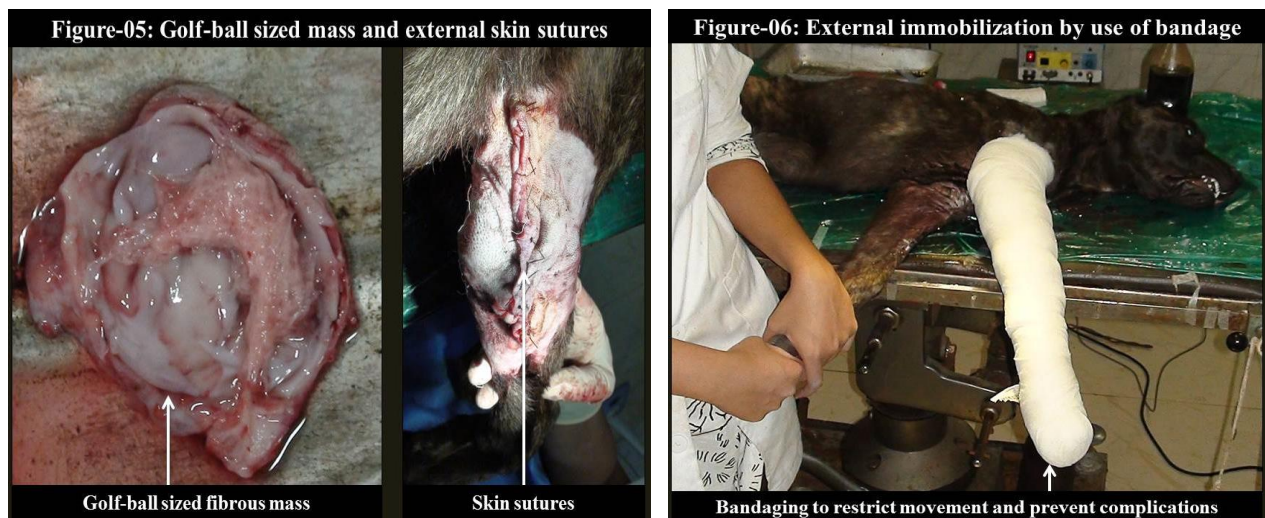 Figure-05: Golf-ball sized mass and external skin sutures
Golf-ball sized fibrous mass
Skin sutures
Figure-06: External immobilization by use of bandage
Bandaging to restrict movement and prevent complications